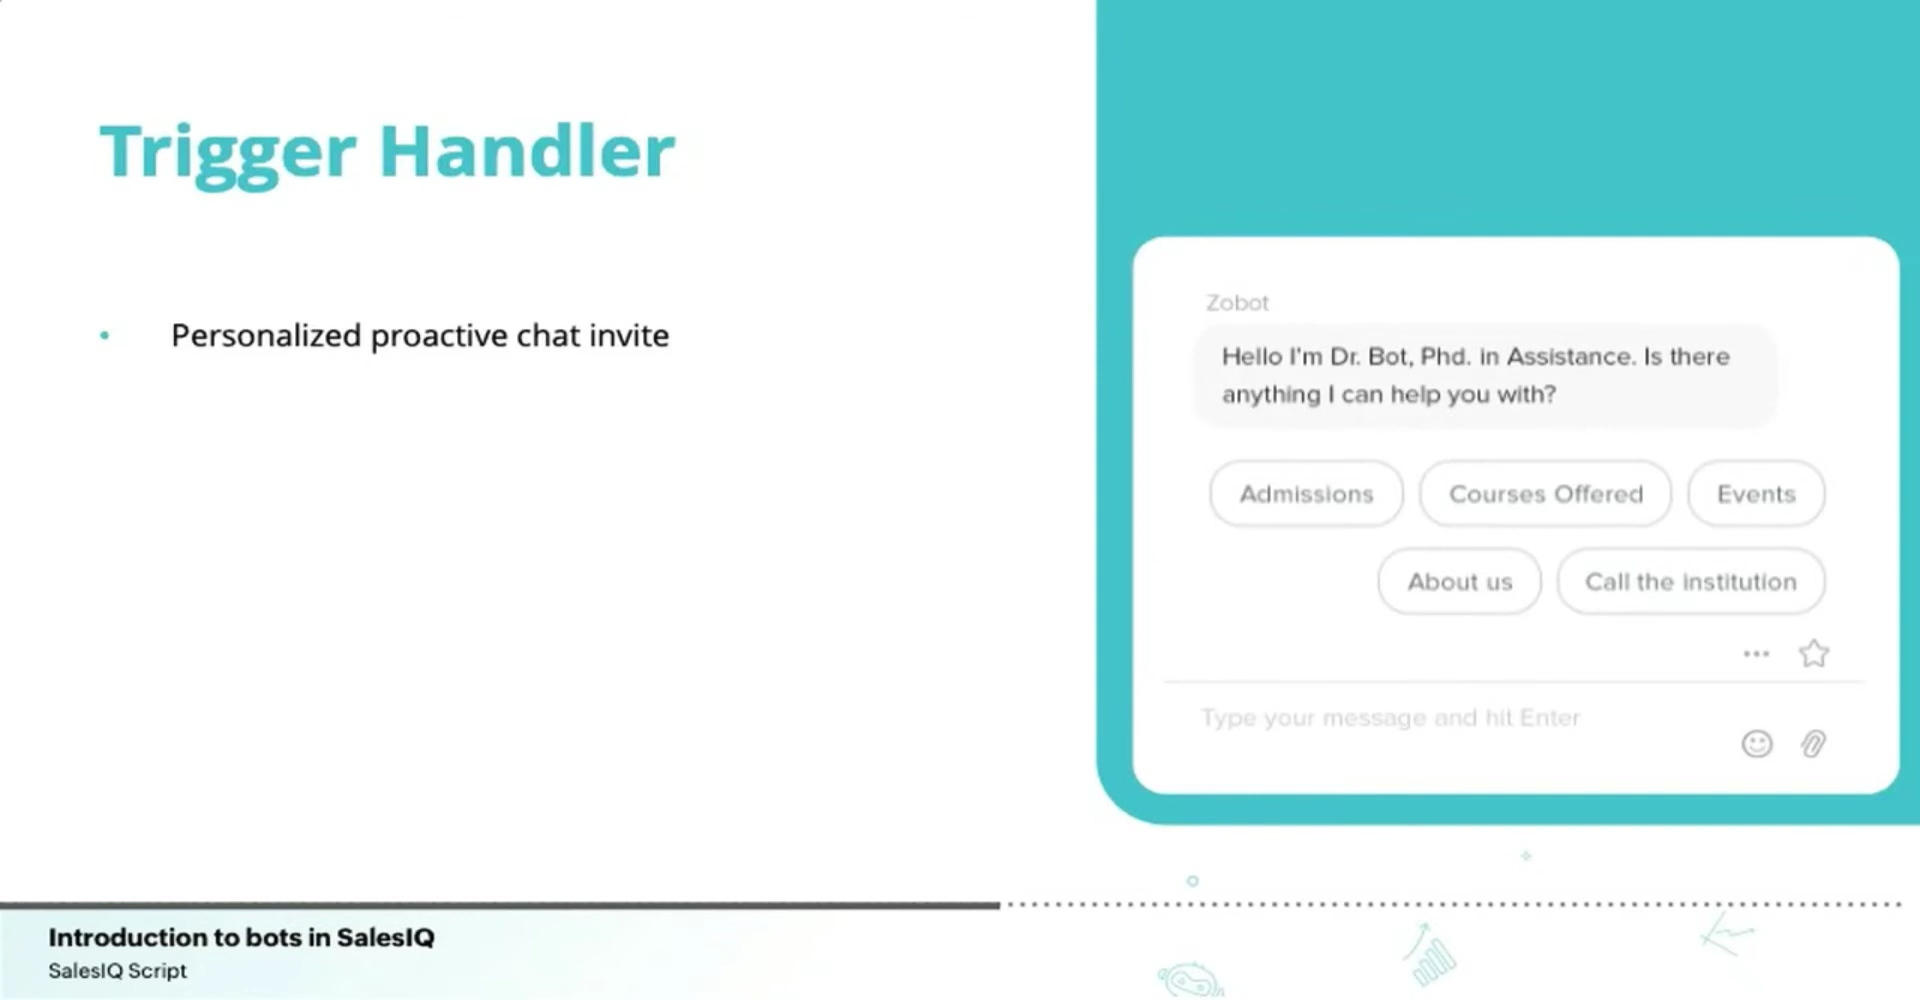 Trigger Handler
• Personalized proactive chat invite
Zobot
Hello I'm Dr. Bot, Phd. in Assistance. Is there
anything I can help you with?
Admissions
Courses Offered
Events
About us
Call the institution
Type your message and hit Enter
Introduction to bots in SalesIQ
SalesIQ Script